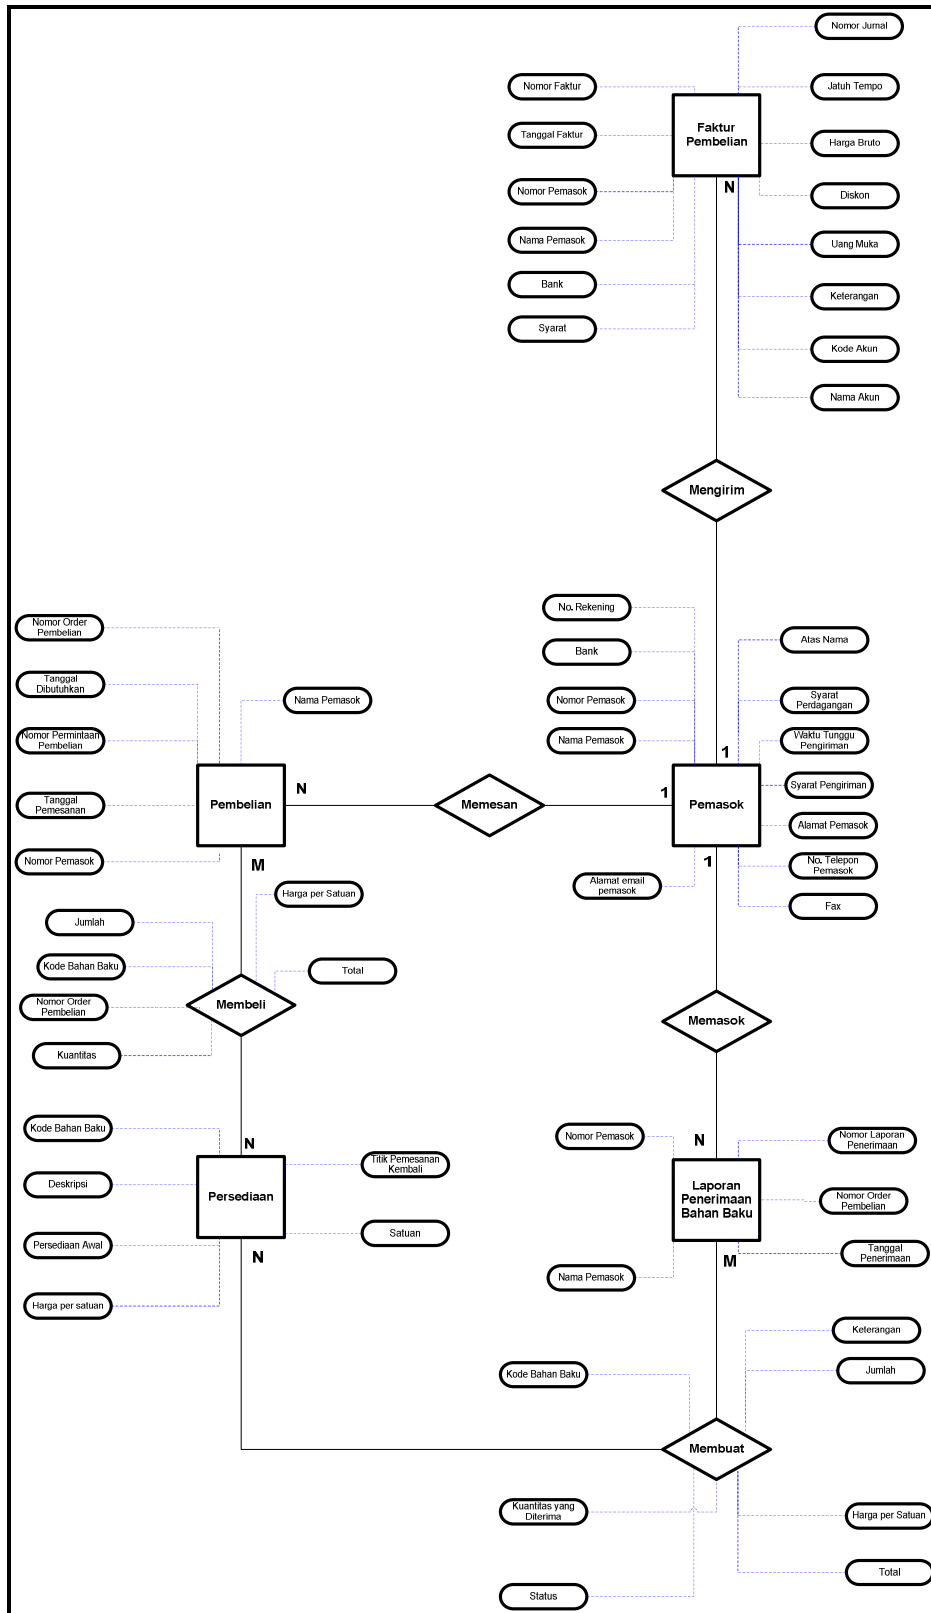 Nomor Jurnal
Nomor Faktur
Jatuh Tempo
Faktur
Pembelian
Tanggal Faktur
Harga Bruto
N
Nomor Pemasok
Diskon
Nama Pemasok
Uang Muka
Bank
Keterangan
Syarat
Kode Akun
Nama Akun
Mengirim
No. Rekening
Nomor Order
Pembelian
Atas Nama
Bank
Tanggal
Dibutuhkan
Nama Pemasok
Nomor Pemasok
Syarat
Perdagangan
Nomor Permintaan
Pembelian
Nama Pemasok
Waktu Tunggu
Pengiriman
1
N
1
Pembelian
Memesan
Pemasok
Syarat Pengiriman
Tanggal
Pemesanan
Alamat Pemasok
Nomor Pemasok
M
1
No. Telepon
Pemasok
Alamat email
pemasok
Harga per Satuan
Fax
Jumlah
Kode Bahan Baku
Total
Nomor Order
Pembelian
Membeli
Memasok
Kuantitas
Kode Bahan Baku
N
Nomor Pemasok
N
Nomor Laporan
Penerimaan
Titik Pemesanan
Kembali
Deskripsi
Persediaan
Laporan
Penerimaan
Bahan Baku
Nomor Order
Pembelian
Persediaan Awal
Satuan
N
M
Tanggal
Penerimaan
Nama Pemasok
Harga per satuan
Keterangan
Kode Bahan Baku
Jumlah
Membuat
Kuantitas yang
Diterima
Harga per Satuan
Total
Status